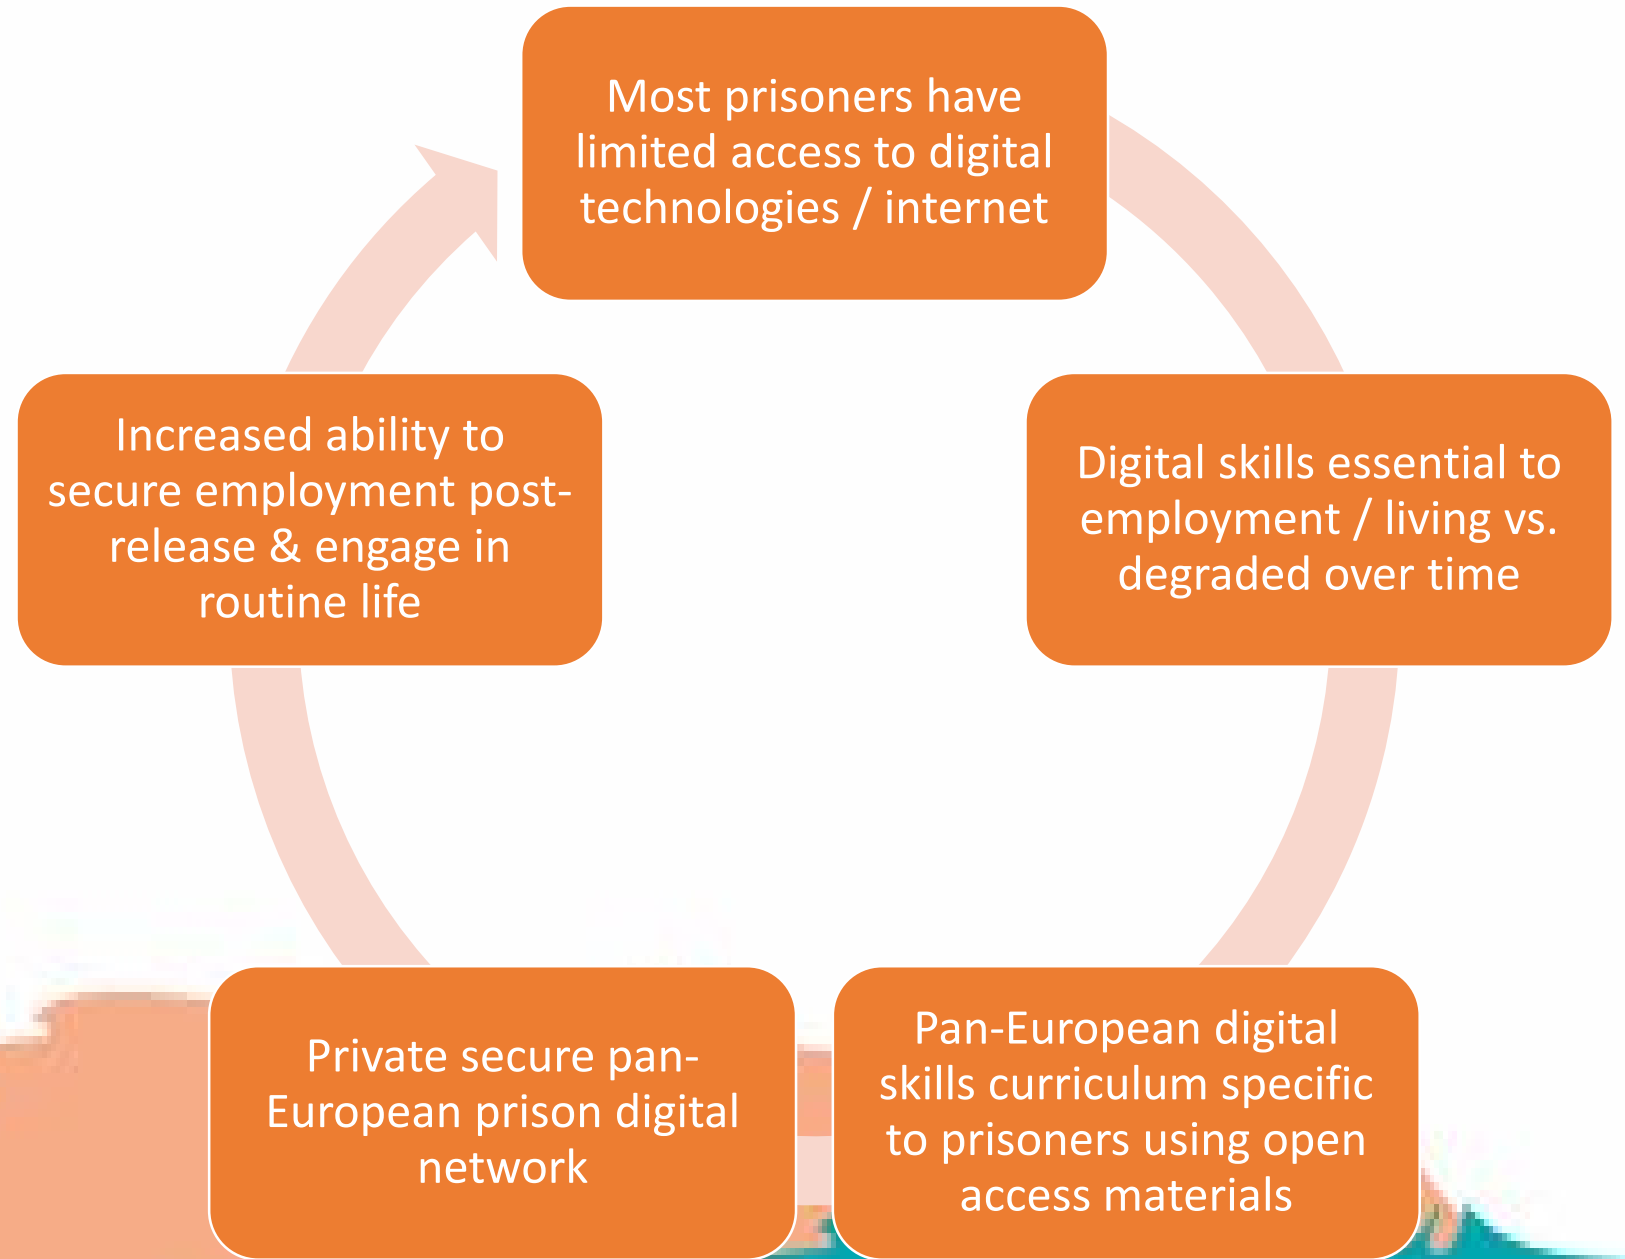 Most prisoners have
limited access to digital
technologies / internet
Digital skills essential to
employment / living vs.
degraded over time
Pan-European digital
skills curriculum specific
to prisoners using open
access materials
Private secure pan-
European prison digital
network
Increased ability to
secure employment post-
release & engage in
routine life